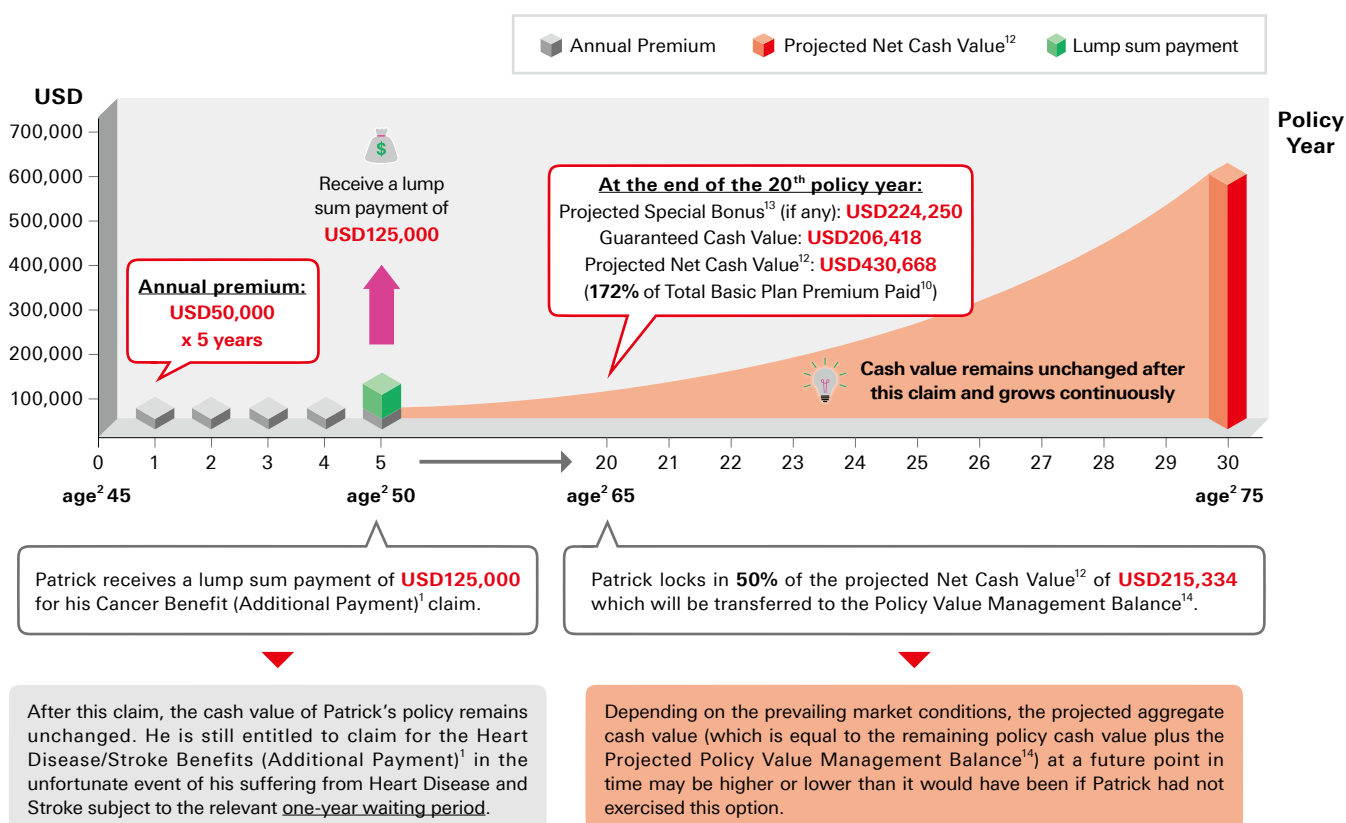 Annual Premium
Projected Net Cash Value12
Lump sum payment
USD
700,000
600,000
500,000
400,000
300,000
200,000
100,000
Policy
Year
$
Receive a lump
sum payment of
USD125,000
Annual premium:
USD50,000
x 5 years
At the end of the 20th policy year:
Projected Special Bonus13 (if any): USD224,250
Guaranteed Cash Value: USD206,418
Projected Net Cash Value12: USD430,668
(172% of Total Basic Plan Premium Paid10)
Cash value remains unchanged after
this claim and grows continuously
0 1 2 3 4 5 20 21 22 23 24 25 26 27 28 29 30
age2 45 age2 50 age2 65 age2 75
Patrick receives a lump sum payment of USD125,000
for his Cancer Benefit (Additional Payment)1 claim.
Patrick locks in 50% of the projected Net Cash Value12 of USD215,334
which will be transferred to the Policy Value Management Balance14.
After this claim, the cash value of Patrick's policy remains
unchanged. He is still entitled to claim for the Heart
Disease/Stroke Benefits (Additional Payment)1 in the
unfortunate event of his suffering from Heart Disease and
Stroke subject to the relevant one-year waiting period.
Depending on the prevailing market conditions, the projected aggregate
cash value (which is equal to the remaining policy cash value plus the
Projected Policy Value Management Balance14) at a future point in
time may be higher or lower than it would have been if Patrick had not
exercised this option.